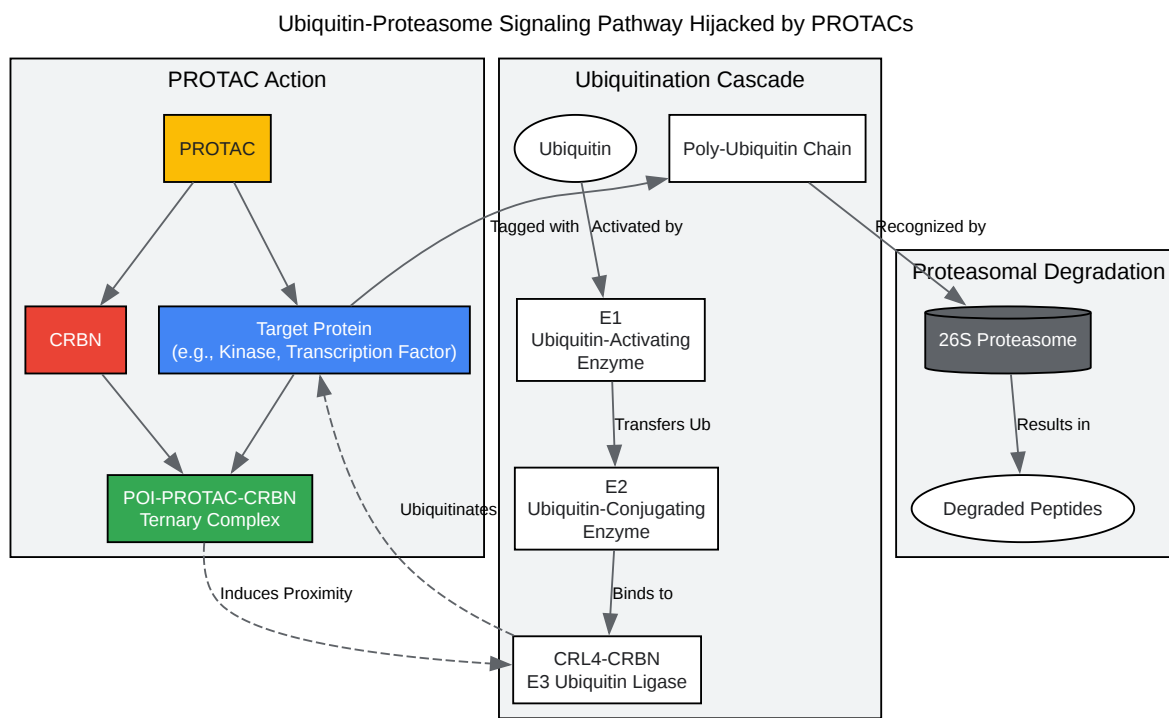 Ubiquitin-Proteasome Signaling Pathway Hijacked by PROTACs
PROTAC Action
PROTAC
CRBN
Target Protein
(e.g., Kinase, Transcription Factor)
POI-PROTAC-CRBN
Ternary Complex
Induces Proximity
Ubiquitinates
Tagged with
Ubiquitination Cascade
Ubiquitin
Poly-Ubiquitin Chain
Activated by
E1
Ubiquitin-Activating
Enzyme
Transfers Ub
E2
Ubiquitin-Conjugating
Enzyme
Binds to
CRL4-CRBN
E3 Ubiquitin Ligase
Recognized by
Proteasomal Degradation
26S Proteasome
Results in
Degraded Peptides